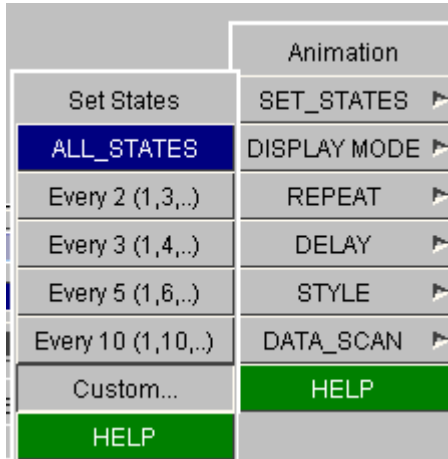 Animation
SET_STATES
DISPLAY MODE
REPEAT
DELAY
STYLE
DATA_SCAN
HELP
Set States
ALL_STATES
Every 2 (1,3,..)
Every 3 (1,4,..)
Every 5 (1,6,..)
Every 10 (1,10,..)
Custom...
HELP